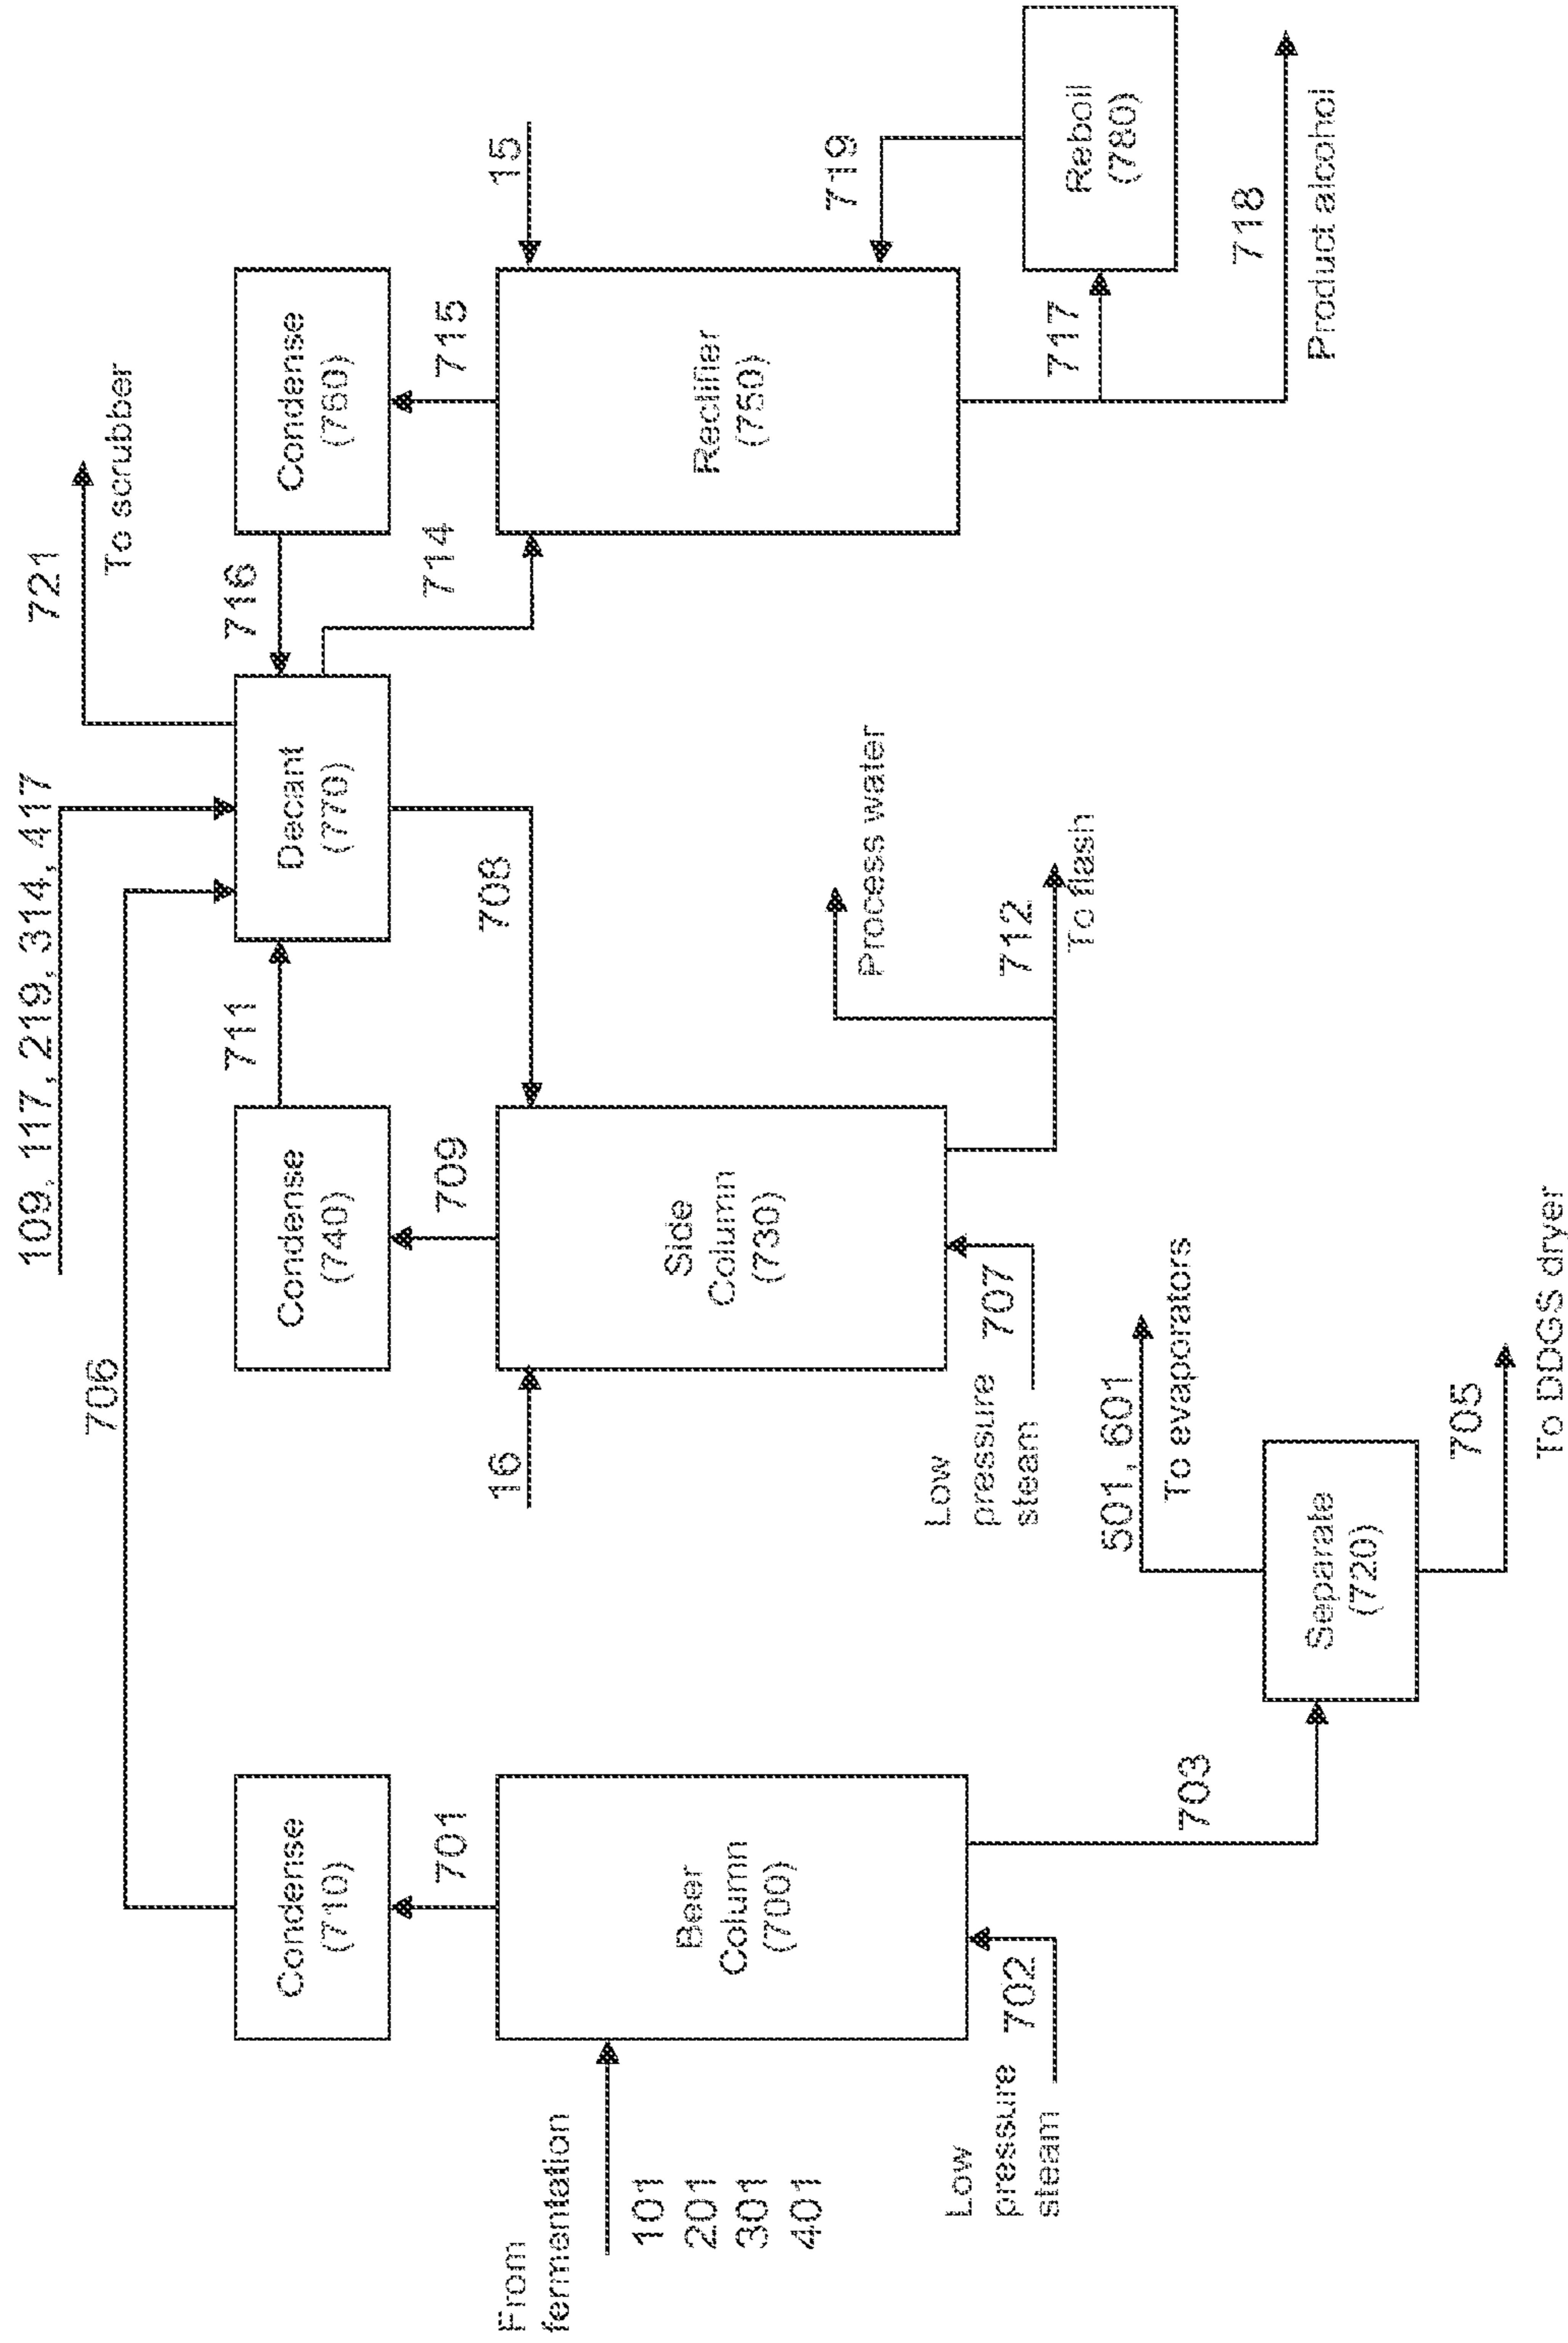 109, 117, 219, 314, 417
721
To scrubber
706
Condense
(710)
711
Condense
(740)
Decant
(770)
716
Condense
(760)
701
709
708
714
715
15
From
fermentation
101
201
301
401
Beer
Column
(700)
16
Side
Column
(730)
Rectifier
(750)
719
Process water
Low
pressure
steam
702
Low
pressure
steam
707
712
To flash
717
Reboil
(780)
703
501, 601
To evaporators
718
Product alcohol
Separate
(720)
705
To DDGS dryer